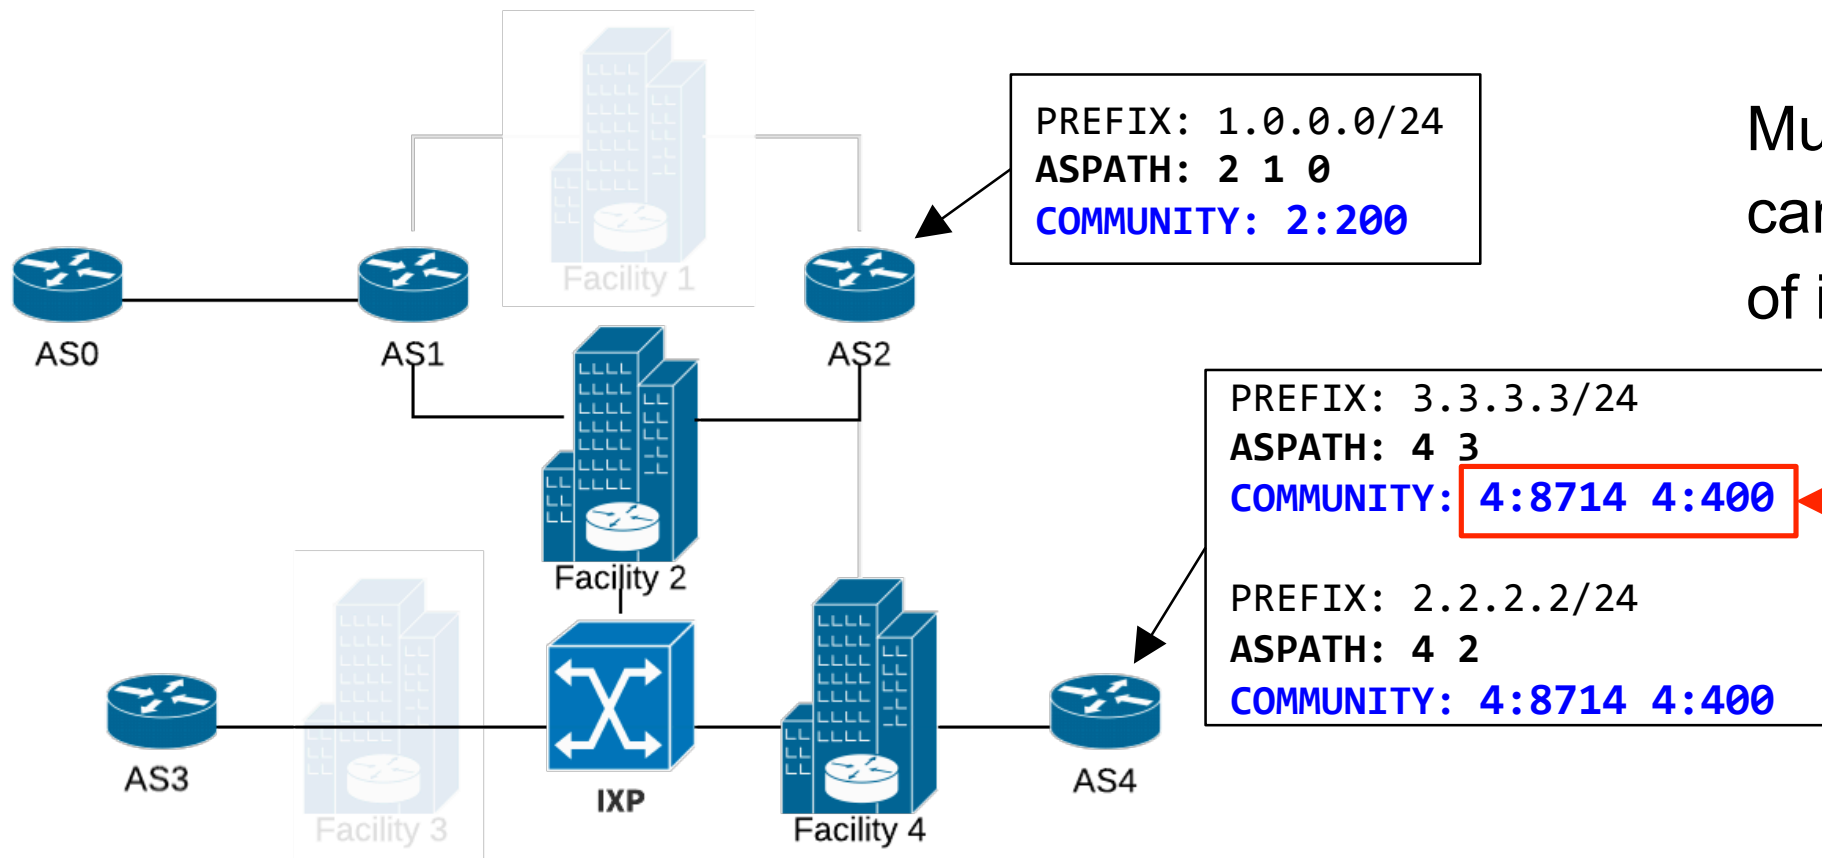 Facility 1
PREFIX: 1.0.0.0/24
ASPATH: 2 1 0
COMMUNITY: 2:200
AS0
AS1
AS2
of
PREFIX: 3.3.3.3/24
ASPATH: 4 3
COMMUNITY: 4:8714 4:400
PREFIX: 2.2.2.2/24
ASPATH: 4 2
COMMUNITY: 4:8714 4:400
Facility 2
AS3
Facility 3
IXP
Facility 4
AS4